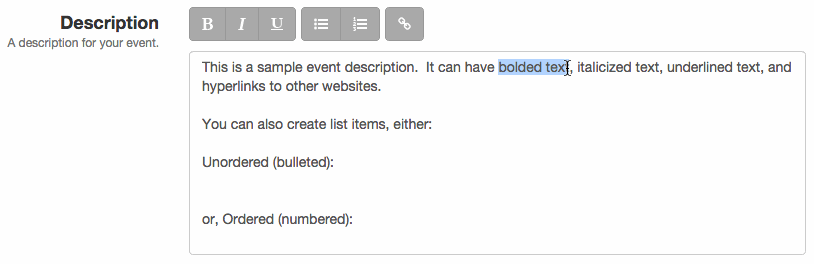 Description
A description for your event.
B I U
This is a sample event description.  It can have bolded text, italicized text, underlined text, and
hyperlinks to other websites.
You can also create list items, either:
Unordered (bulleted):
or, Ordered (numbered):